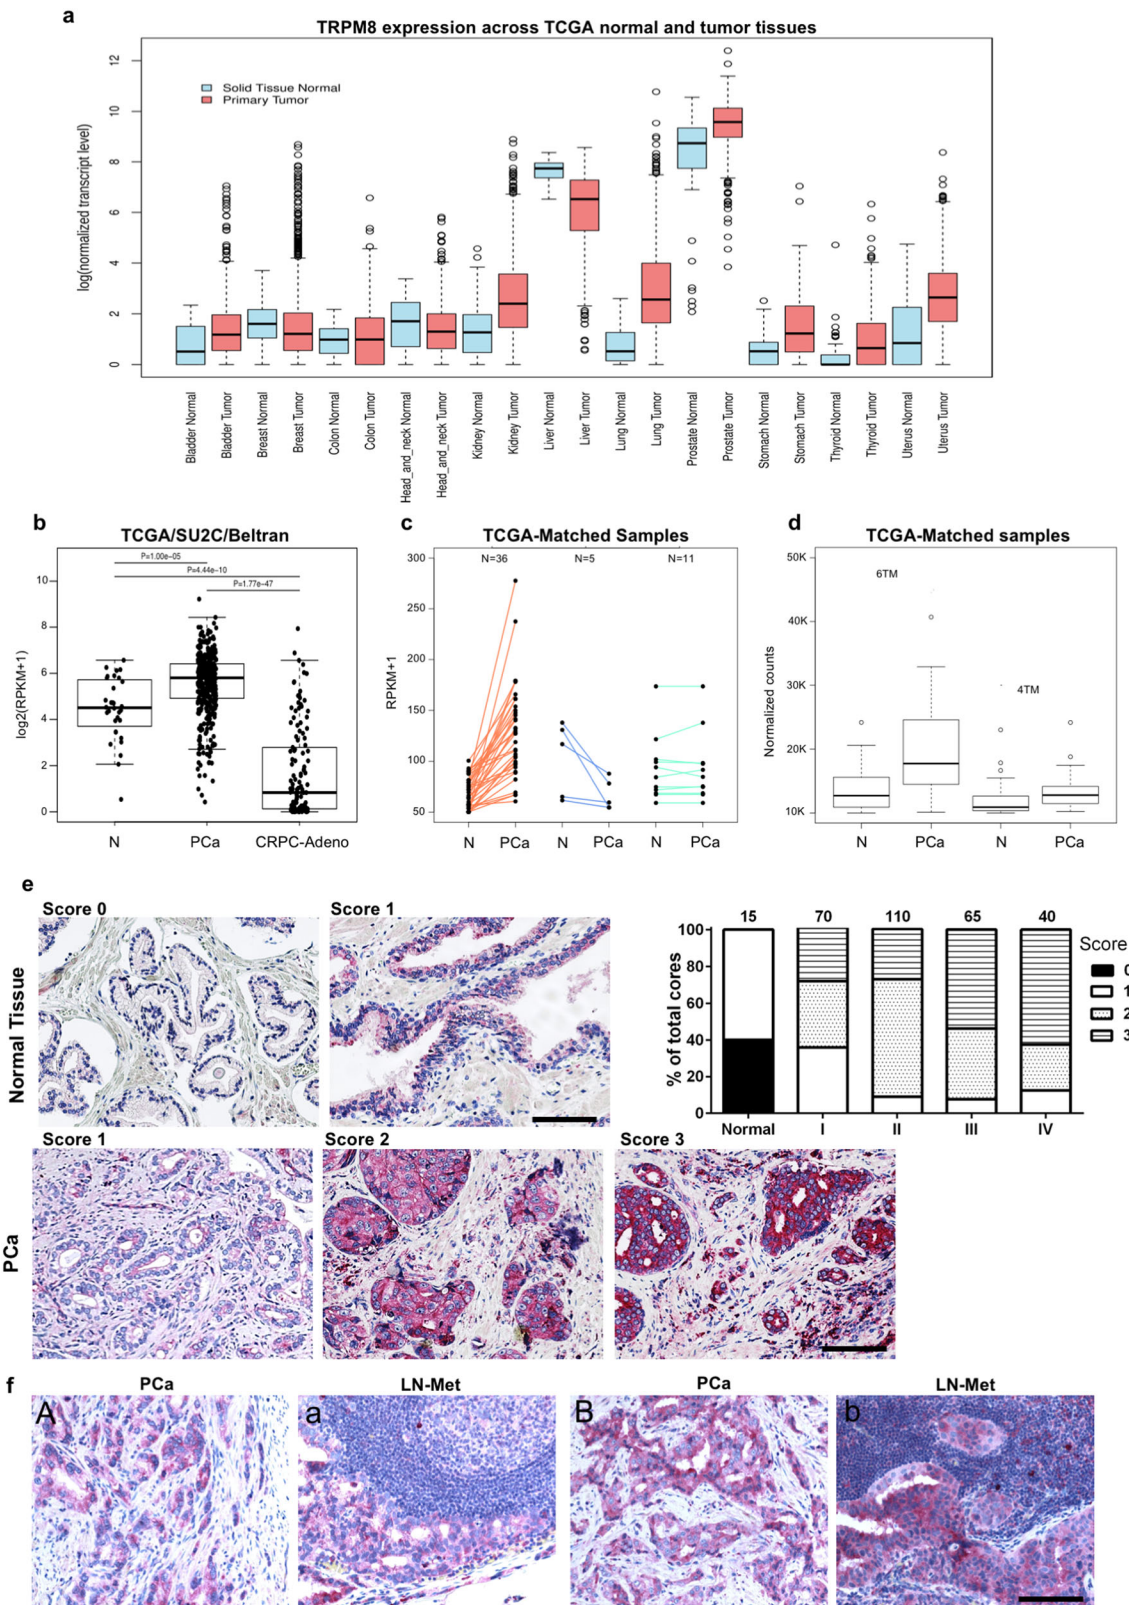 a
TRPM8 expression across TCGA normal and tumor tissues
log(normalized transcript level)
12
10
8
6
4
2
0
Solid Tissue Normal
Primary Tumor
Bladder Normal
Bladder Tumor
Breast Normal
Breast Tumor
Colon Normal
Colon Tumor
Head_and_neck Normal
Head_and_neck Tumor
Kidney Normal
Kidney Tumor
Liver Normal
Liver Tumor
Lung Normal
Lung Tumor
Prostate Normal
Prostate Tumor
Stomach Normal
Stomach Tumor
Thyroid Normal
Thyroid Tumor
Uterus Normal
Uterus Tumor
b
TCGA/SU2C/Beltran
P=1.00e-05
P=4.44e-10
P=1.77e-47
log2(RPKM+1)
10
8
6
4
2
0
N PCa CRPC-Adeno
c
TCGA-Matched Samples
N=36 N=5 N=11
RPKM+1
300
250
200
150
100
50
N PCa N PCa N PCa
d
TCGA-Matched samples
6TM
4TM
Normalized counts
50K
40K
30K
20K
10K
N PCa N PCa
e
Normal Tissue
Score 0
Score 1
15 70 110 65 40
% of total cores
100
80
60
40
20
0
Normal I II III IV
Score
0
1
2
3
PCa
Score 1
Score 2
Score 3
f
PCa LN-Met PCa LN-Met
A a B b